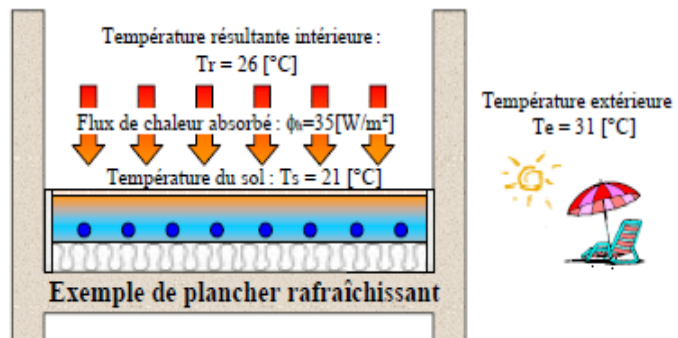 Température résultante intérieure :
Tr = 26 [°C]
Flux de chaleur absorbé : ϕₕ=35[W/m²]
Température du sol : Ts = 21 [°C]
Exemple de plancher rafraîchissant
Température extérieure
Te = 31 [°C]